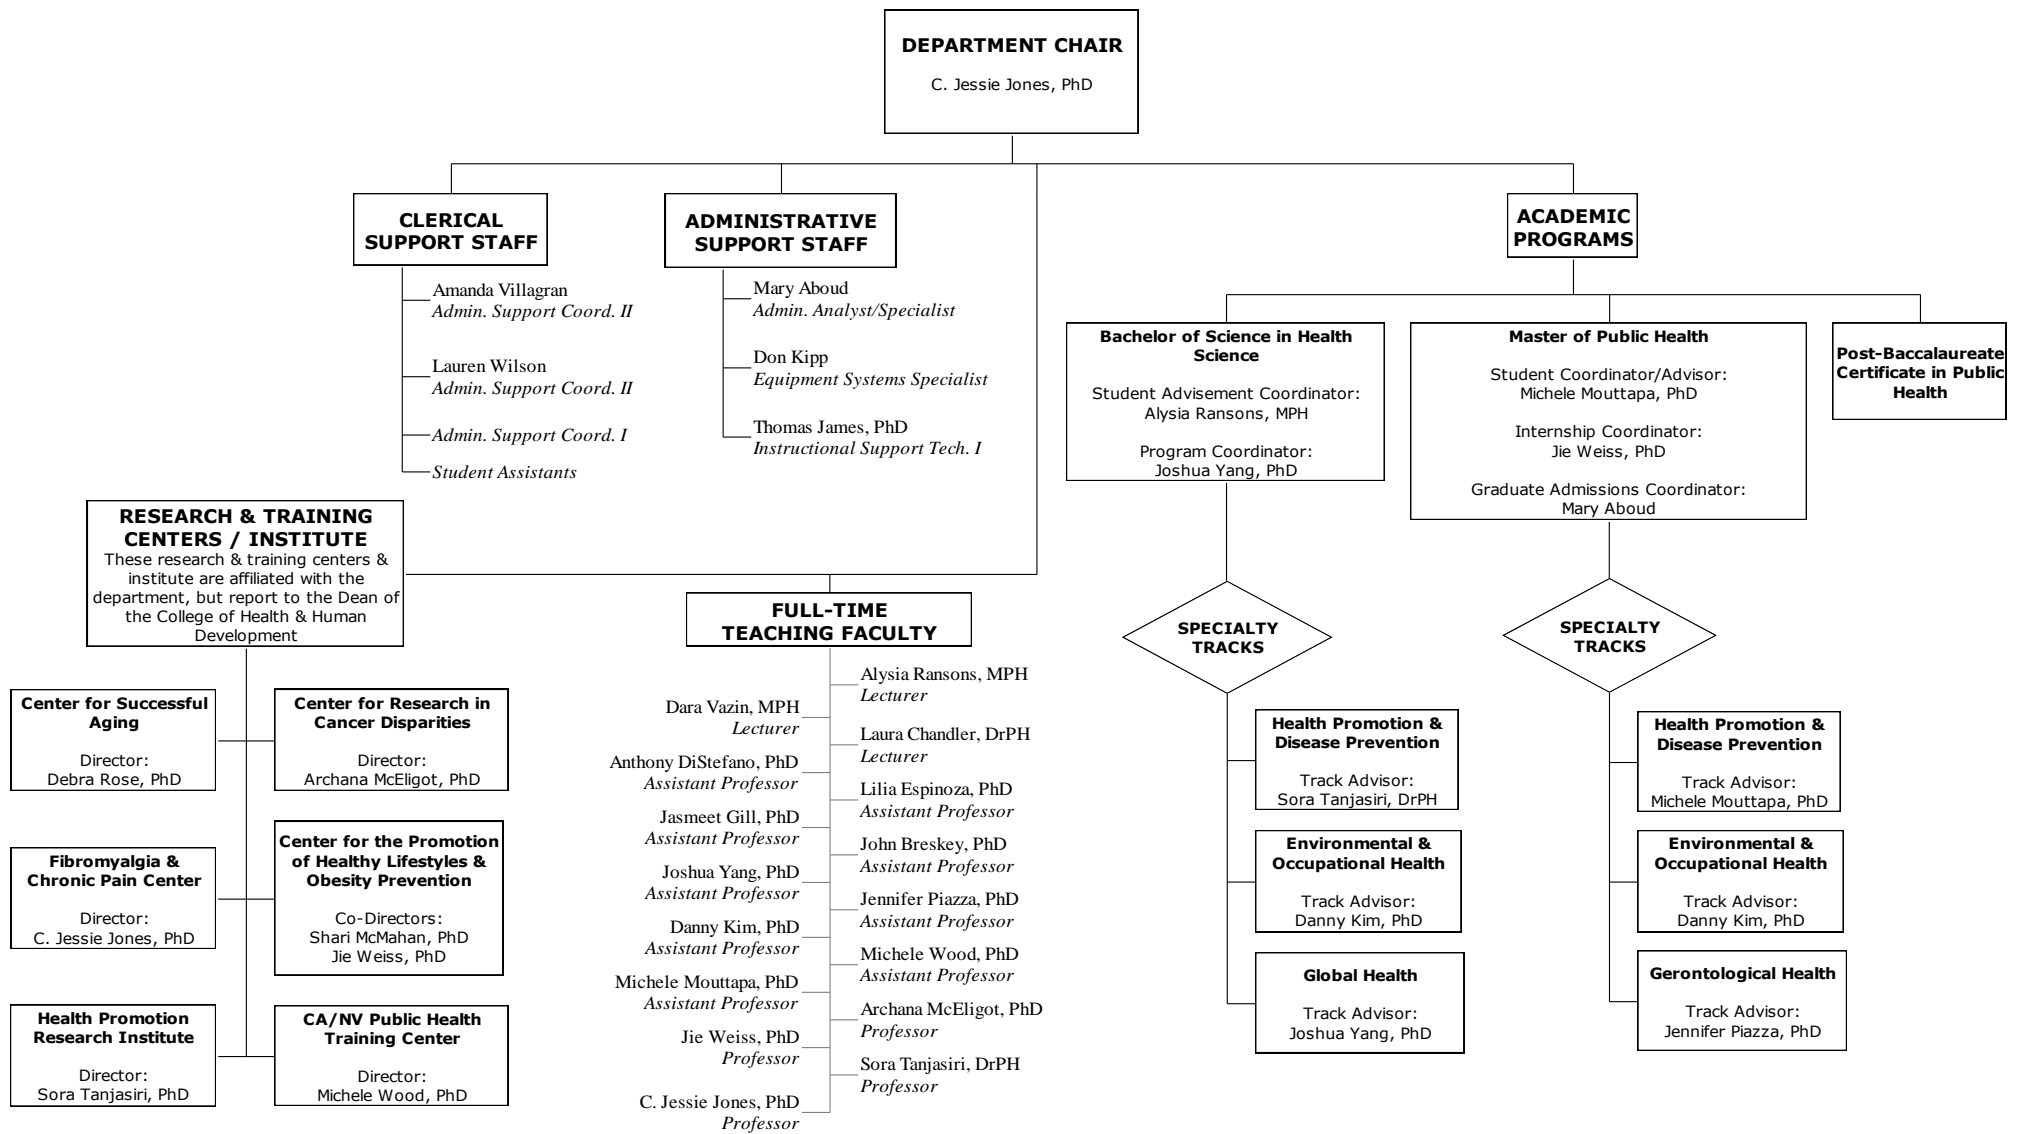 DEPARTMENT CHAIR
C. Jessie Jones, PhD
CLERICAL
SUPPORT STAFF
Amanda Villagran
Admin. Support Coord. II
Lauren Wilson
Admin. Support Coord. II
Admin. Support Coord. I
Student Assistants
ADMINISTRATIVE
SUPPORT STAFF
Mary Aboud
Admin. Analyst/Specialist
Don Kipp
Equipment Systems Specialist
Thomas James, PhD
Instructional Support Tech. I
ACADEMIC
PROGRAMS
Bachelor of Science in Health
Science
Student Advisement Coordinator:
Alysia Ransons, MPH
Program Coordinator:
Joshua Yang, PhD
Master of Public Health
Student Coordinator/Advisor:
Michele Mouttapa, PhD
Internship Coordinator:
Jie Weiss, PhD
Graduate Admissions Coordinator:
Mary Aboud
Post-Baccalaureate
Certificate in Public
Health
RESEARCH & TRAINING
CENTERS / INSTITUTE
These research & training centers &
institute are affiliated with the
department, but report to the Dean of
the College of Health & Human
Development
Center for Successful
Aging
Director:
Debra Rose, PhD
Center for Research in
Cancer Disparities
Director:
Archana McEligot, PhD
Fibromyalgia &
Chronic Pain Center
Director:
C. Jessie Jones, PhD
Center for the Promotion
of Healthy Lifestyles &
Obesity Prevention
Co-Directors:
Shari McMahan, PhD
Jie Weiss, PhD
Health Promotion
Research Institute
Director:
Sora Tanjasiri, PhD
CA/NV Public Health
Training Center
Director:
Michele Wood, PhD
FULL-TIME
TEACHING FACULTY
Alysia Ransons, MPH
Lecturer
Dara Vazin, MPH
Lecturer
Laura Chandler, DrPH
Lecturer
Anthony DiStefano, PhD
Assistant Professor
Lilia Espinoza, PhD
Assistant Professor
Jasmeet Gill, PhD
Assistant Professor
John Breskey, PhD
Assistant Professor
Joshua Yang, PhD
Assistant Professor
Jennifer Piazza, PhD
Assistant Professor
Danny Kim, PhD
Assistant Professor
Michele Wood, PhD
Assistant Professor
Michele Mouttapa, PhD
Assistant Professor
Archana McEligot, PhD
Professor
Jie Weiss, PhD
Professor
Sora Tanjasiri, DrPH
Professor
C. Jessie Jones, PhD
Professor
SPECIALTY
TRACKS
Health Promotion &
Disease Prevention
Track Advisor:
Sora Tanjasiri, DrPH
Environmental &
Occupational Health
Track Advisor:
Danny Kim, PhD
Global Health
Track Advisor:
Joshua Yang, PhD
SPECIALTY
TRACKS
Health Promotion &
Disease Prevention
Track Advisor:
Michele Mouttapa, PhD
Environmental &
Occupational Health
Track Advisor:
Danny Kim, PhD
Gerontological Health
Track Advisor:
Jennifer Piazza, PhD